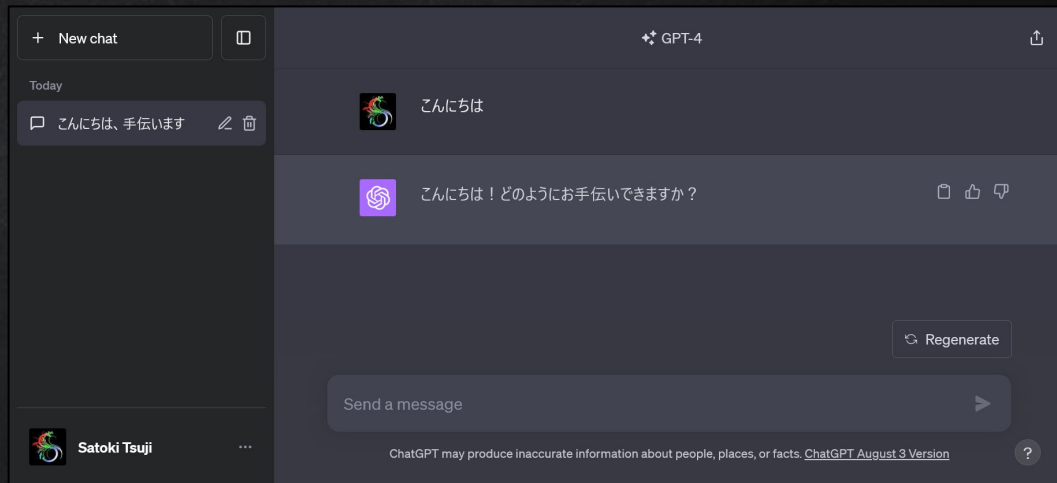 New chat
Today
こんにちは、手伝います
Satoki Tsuji
GPT-4
こんにちは
こんにちは！どのようにお手伝いできますか？
Regenerate
Send a message
ChatGPT may produce inaccurate information about people, places, or facts. ChatGPT August 3 Version
?